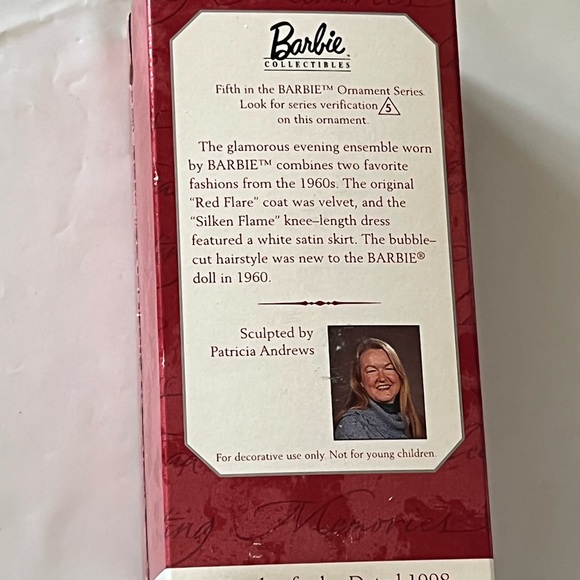 Barbie™
COLLECTIBLES
Fifth in the BARBIE™ Ornament Series.
Look for series verification 5
on this ornament.
The glamorous evening ensemble worn
by BARBIE™ combines two favorite
fashions from the 1960s. The original
“Red Flare” coat was velvet, and the
“Silken Flame” knee–length dress
featured a white satin skirt. The bubble–
cut hairstyle was new to the BARBIE®
doll in 1960.
Sculpted by
Patricia Andrews
For decorative use only. Not for young children.
Memories
Dated 1998